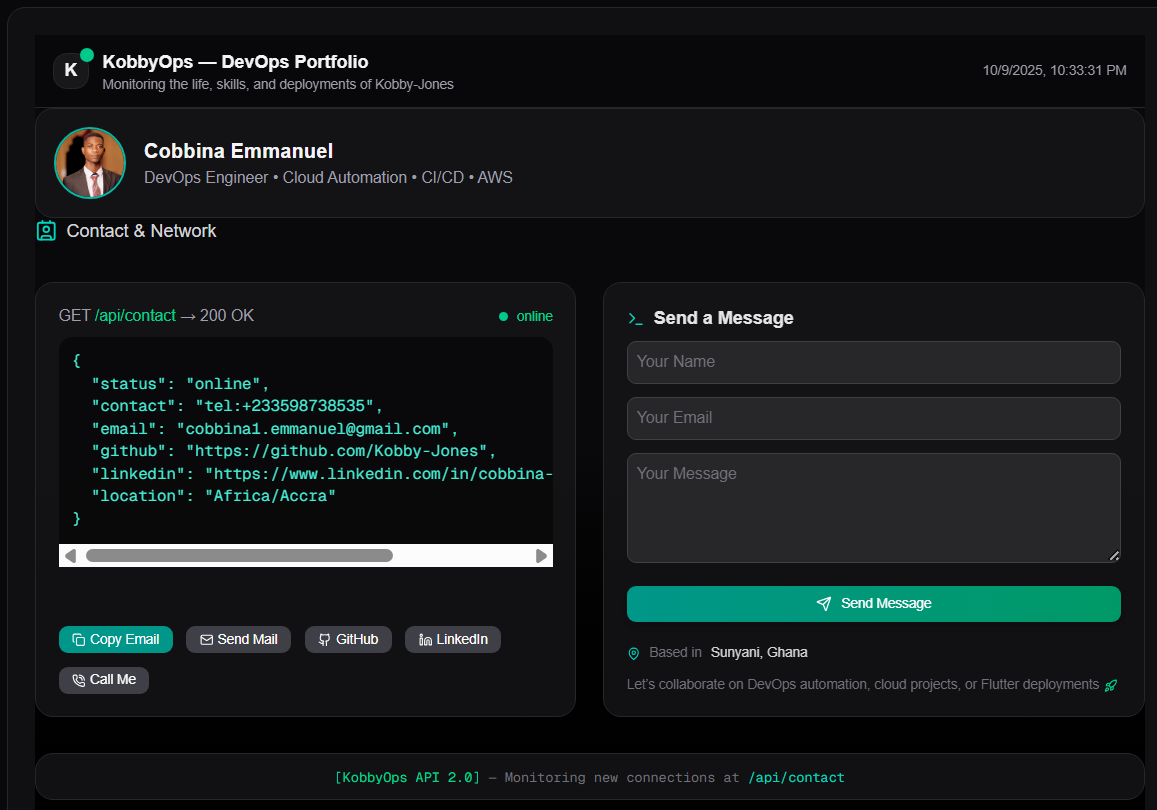 K
KobbyOps — DevOps Portfolio
Monitoring the life, skills, and deployments of Kobby-Jones
10/9/2025, 10:33:31 PM
Cobbina Emmanuel
DevOps Engineer • Cloud Automation • CI/CD • AWS
Contact & Network
GET /api/contact → 200 OK
online
{
"status": "online",
"contact": "tel:+233598738535",
"email": "cobbina1.emmanuel@gmail.com",
"github": "https://github.com/Kobby-Jones",
"linkedin": "https://www.linkedin.com/in/cobbina-
"location": "Africa/Accra"
}
Copy Email
Send Mail
GitHub
LinkedIn
Call Me
Send a Message
Your Name
Your Email
Your Message
Send Message
Based in Sunyani, Ghana
Let's collaborate on DevOps automation, cloud projects, or Flutter deployments
[KobbyOps API 2.0] — Monitoring new connections at /api/contact